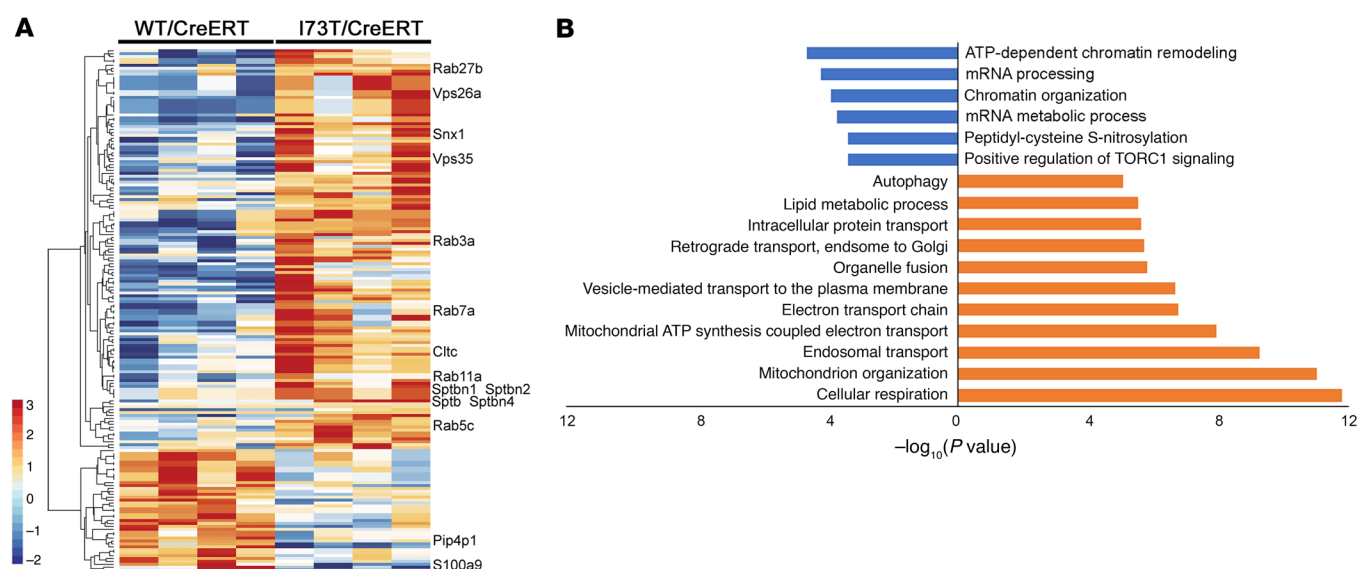 A
WT/CreERT I73T/CreERT
Rab27b
Vps26a
Snx1
Vps35
Rab3a
Rab7a
Cltc
Rab11a
Sptbn1 Sptbn2
Sptb Sptbn4
Rab5c
Pip4p1
S100a9
3
2
1
0
–1
–2
B
ATP-dependent chromatin remodeling
mRNA processing
Chromatin organization
mRNA metabolic process
Peptidyl-cysteine S-nitrosylation
Positive regulation of TORC1 signaling
Autophagy
Lipid metabolic process
Intracellular protein transport
Retrograde transport, endsome to Golgi
Organelle fusion
Vesicle-mediated transport to the plasma membrane
Electron transport chain
Mitochondrial ATP synthesis coupled electron transport
Endosomal transport
Mitochondrion organization
Cellular respiration
12 8 4 0 4 8 12
–log10(P value)